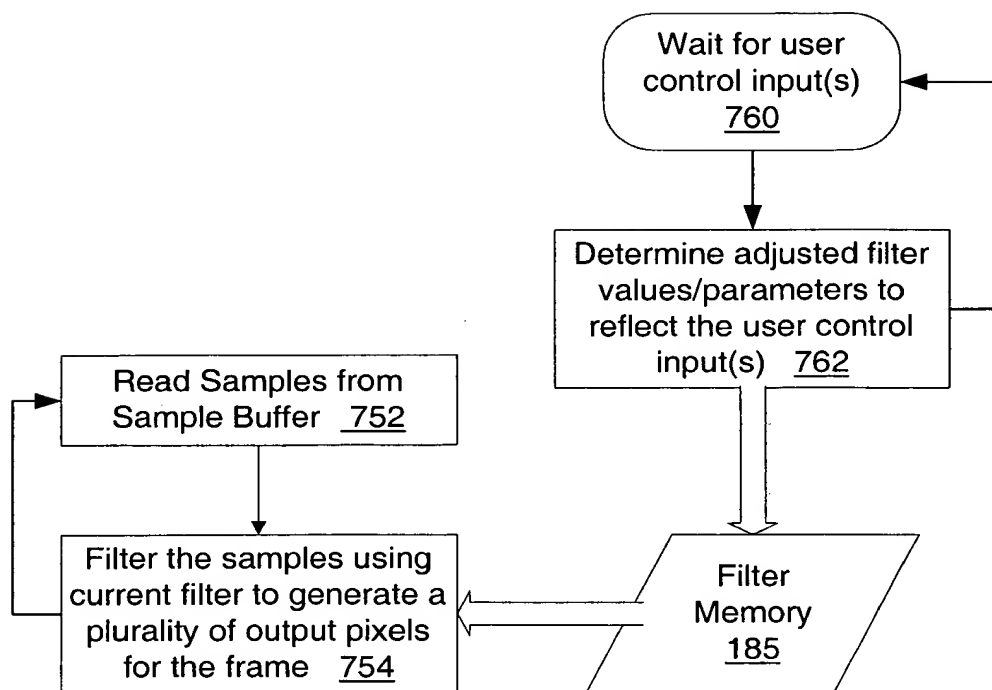 Wait for user
control input(s)
760
Determine adjusted filter
values/parameters to
reflect the user control
input(s) 762
Read Samples from
Sample Buffer 752
Filter the samples using
current filter to generate a
plurality of output pixels
for the frame 754
Filter
Memory
185